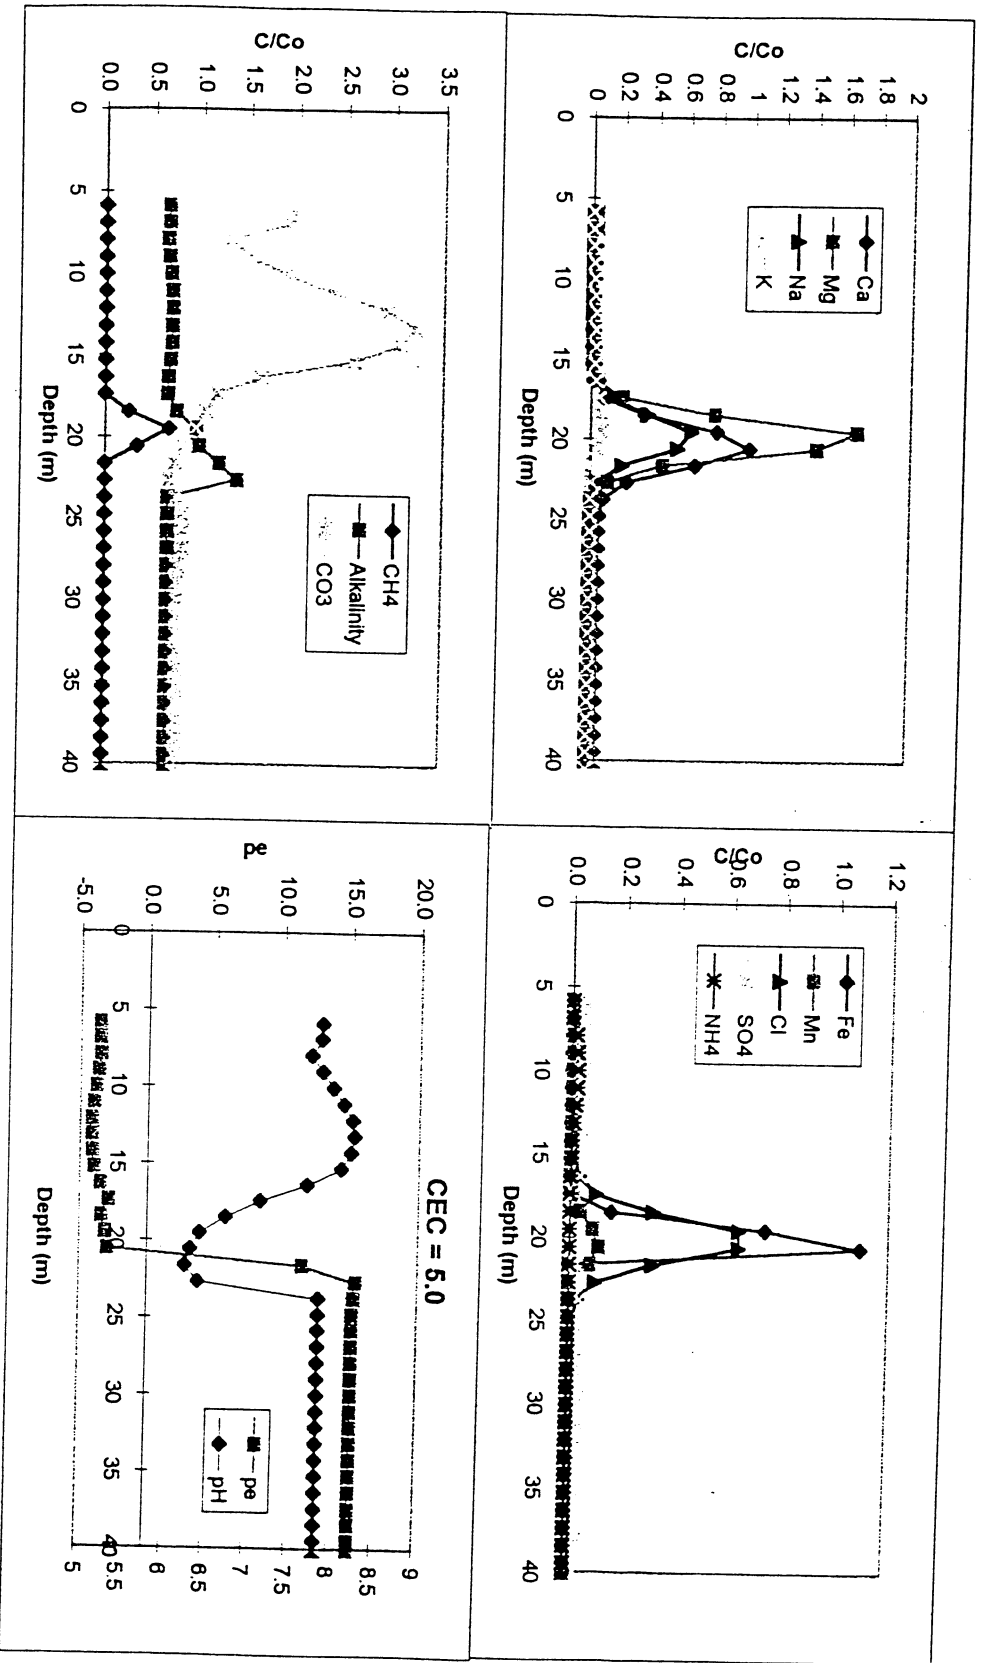 C/Co
2
1.8
1.6
1.4
1.2
1
0.8
0.6
0.4
0.2
0
0 5 10 15 20 25 30 35 40
Depth (m)
Ca
Mg
Na
K
C/Co
1.2
1.0
0.8
0.6
0.4
0.2
0.0
0 5 10 15 20 25 30 35 40
Depth (m)
Fe
Mn
Cl
SO4
NH4
C/Co
3.5
3.0
2.5
2.0
1.5
1.0
0.5
0.0
0 5 10 15 20 25 30 35 40
Depth (m)
CH4
Alkalinity
CO3
CEC = 5.0
pe
20.0
15.0
10.0
5.0
0.0
-5.0
0 5 10 15 20 25 30 35 40
9
8.5
8
7.5
7
6.5
6
5.5
5
Depth (m)
pe
pH